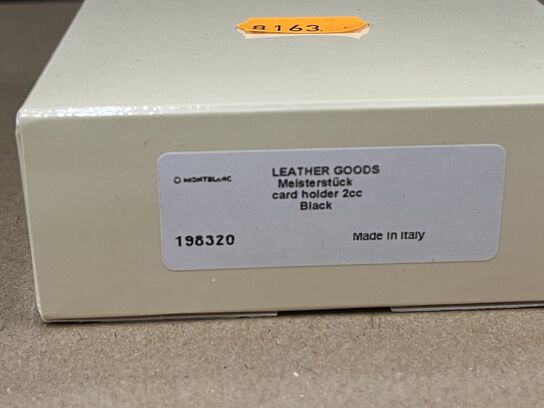 8163
MONTBLANC
LEATHER GOODS
Meisterstück
card holder 2cc
Black
198320
Made in Italy